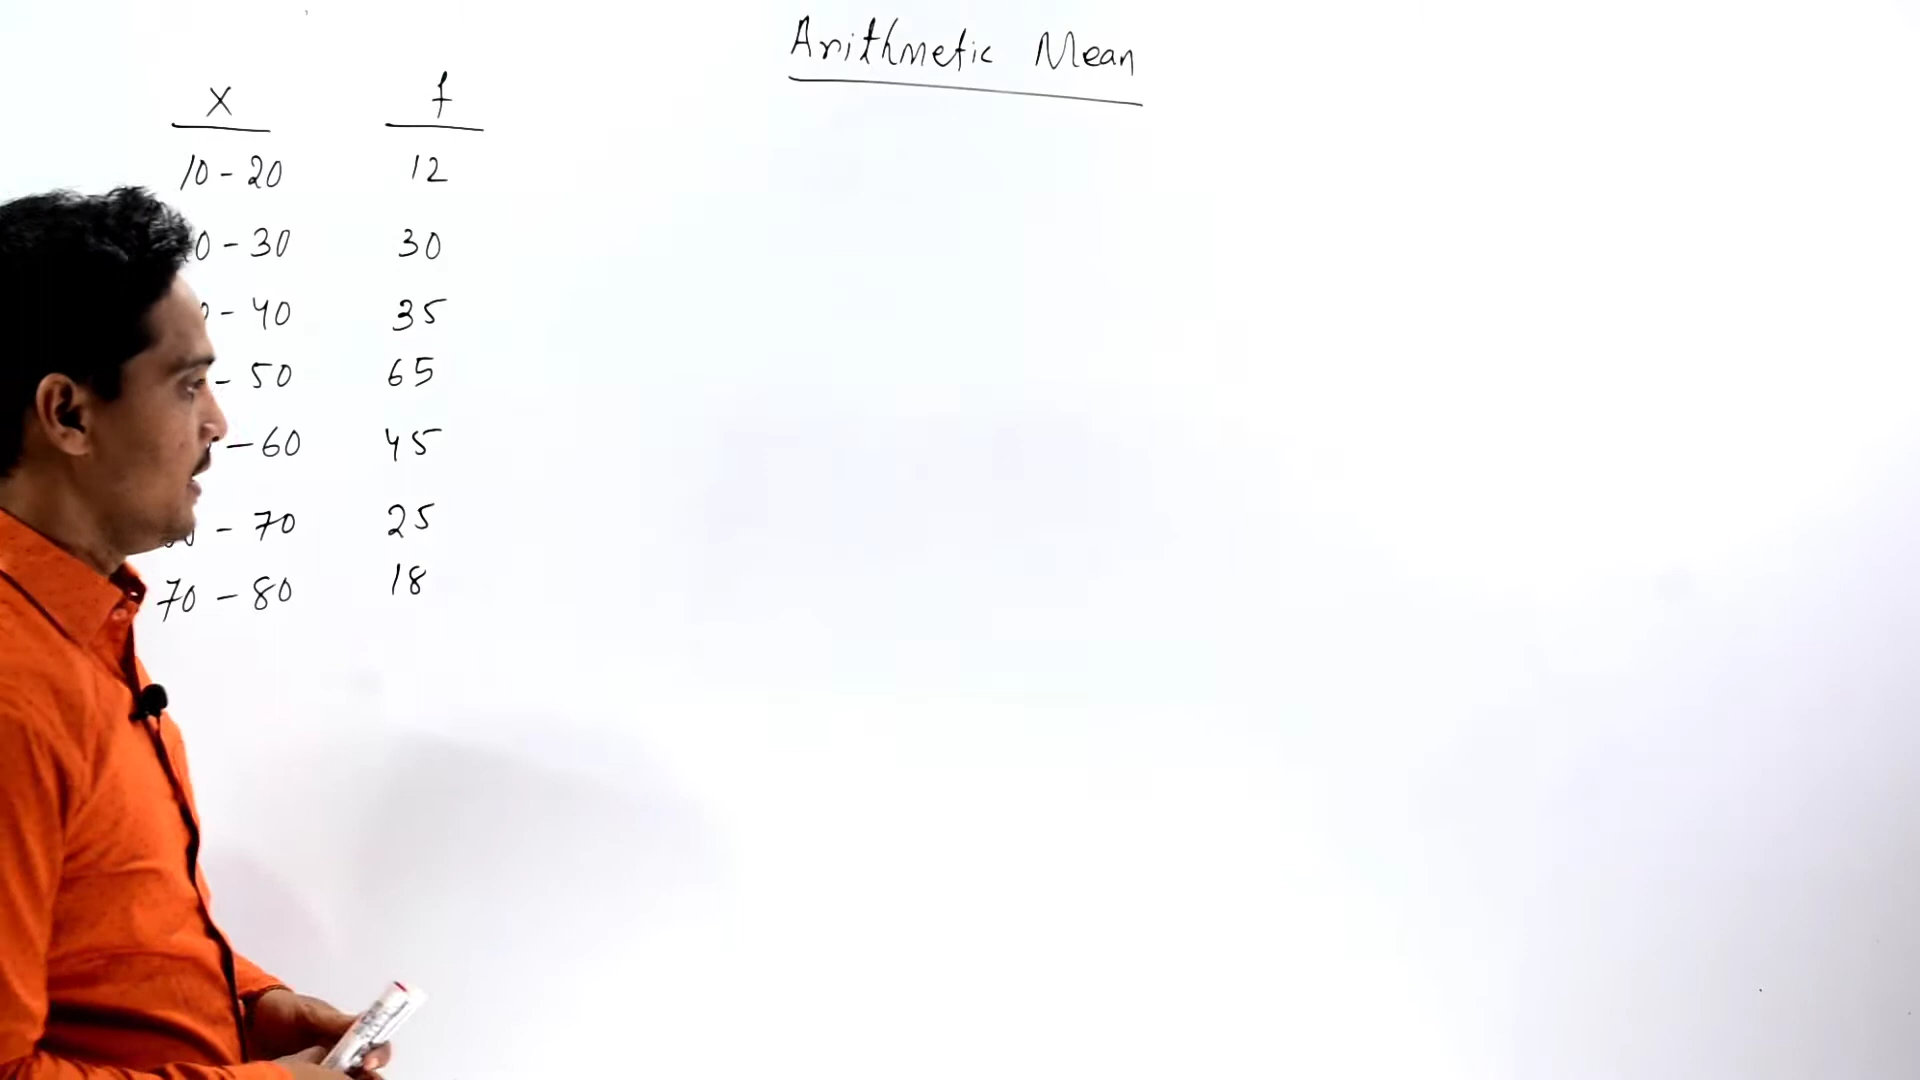 Arithmetic Mean
X f
10 - 20 12
0 - 30 30
- 40 35
- 50 65
- 60 45
- 70 25
70 - 80 18